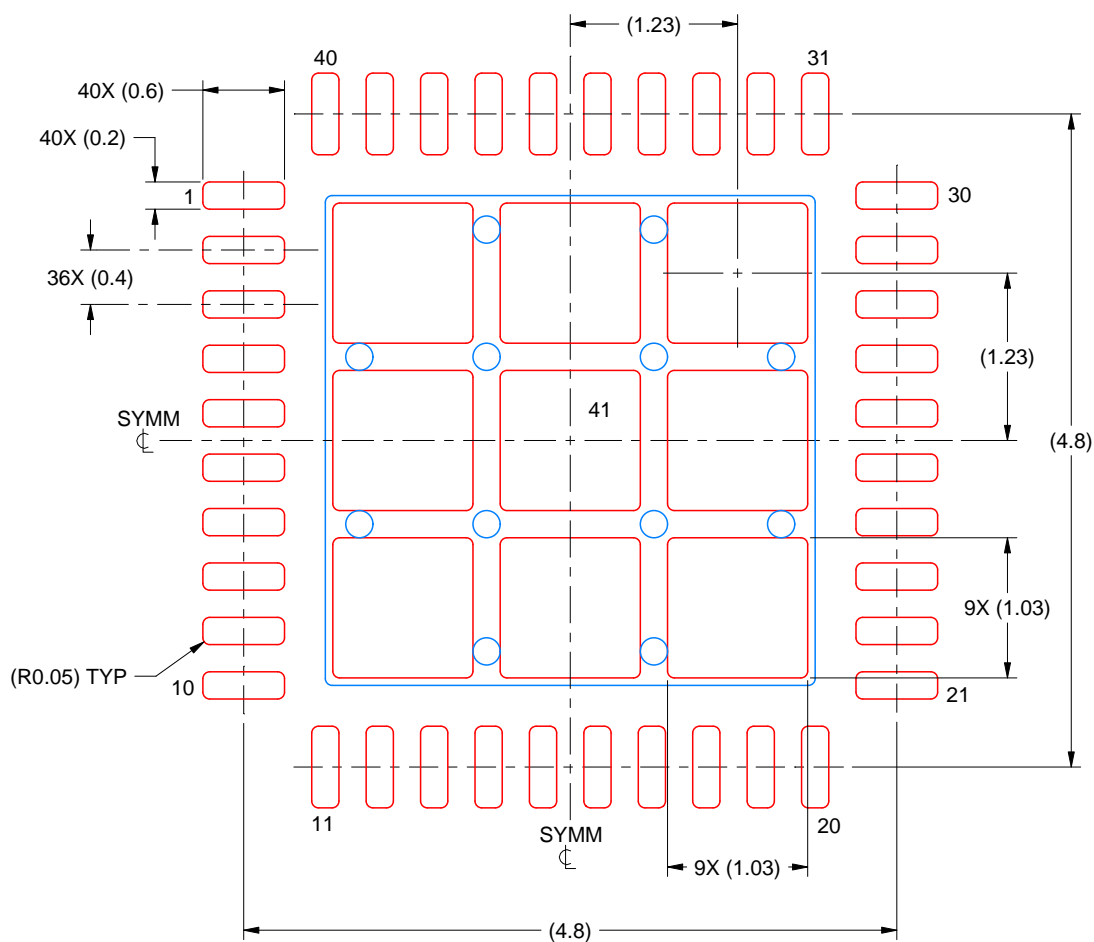 (1.23)
40
31
40X (0.6)
40X (0.2)
1
30
36X (0.4)
(1.23)
41
SYMM
(4.8)
9X (1.03)
(R0.05) TYP
10
21
11
20
SYMM
9X (1.03)
(4.8)